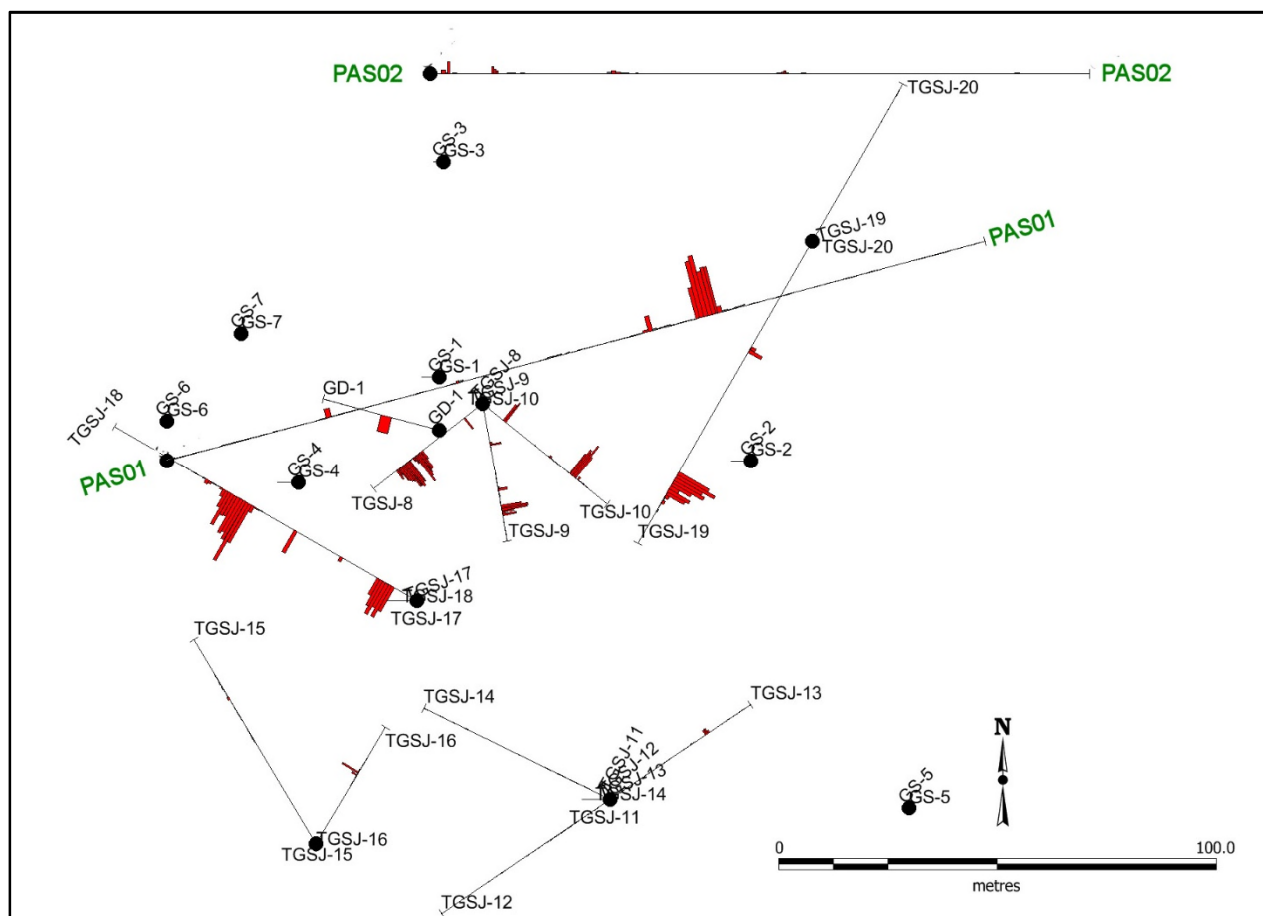 PAS02
PAS02
TGSJ-20
GS-3
GS-3
TGSJ-19
TGSJ-20
PAS01
GS-7
GS-7
GS-1
GS-1
TGSJ-8
TGSJ-9
TGSJ-10
GD-1
GD-1
TGSJ-18
GS-6
GS-6
PAS01
GS-4
GS-4
GS-2
GS-2
TGSJ-8
TGSJ-9
TGSJ-10
TGSJ-19
TGSJ-17
TGSJ-18
TGSJ-17
TGSJ-15
TGSJ-14
TGSJ-13
TGSJ-16
TGSJ-11
TGSJ-12
TGSJ-13
TGSJ-14
TGSJ-11
N
GS-5
GS-5
TGSJ-16
TGSJ-15
TGSJ-12
0
100.0
metres